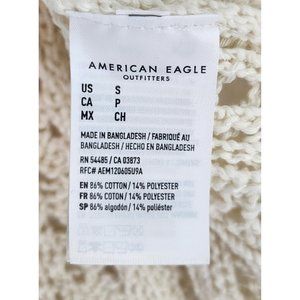 AMERICAN EAGLE
OUTFITTERS
US S
CA P
MX CH
MADE IN BANGLADESH / FABRIQUÉ AU
BANGLADESH / HECHO EN BANGLADESH
RN 54485 / CA 03873
RFC# AEM120605U9A
EN 86% COTTON / 14% POLYESTER
FR 86% COTON / 14% POLYESTER
SP 86% algodón / 14% poliéster